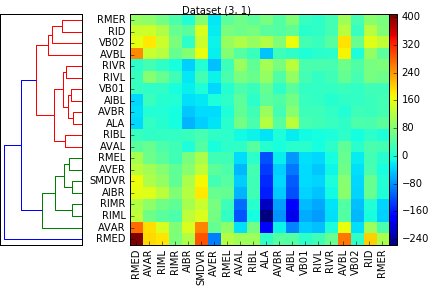 Dataset (3, 1)
RMER
RID
VB02
AVBL
RIVR
RIVL
VB01
AIBL
AVBR
ALA
RIBL
AVAL
RMEL
AVER
SMDVR
AIBR
RIMR
RIML
AVAR
RMED
400
320
240
160
80
0
−80
−160
−240
RMED
AVAR
RIML
RIMR
AIBR
SMDVR
AVER
RMEL
AVAL
RIBL
ALA
AVBR
AIBL
VB01
RIVL
RIVR
AVBL
VB02
RID
RMER